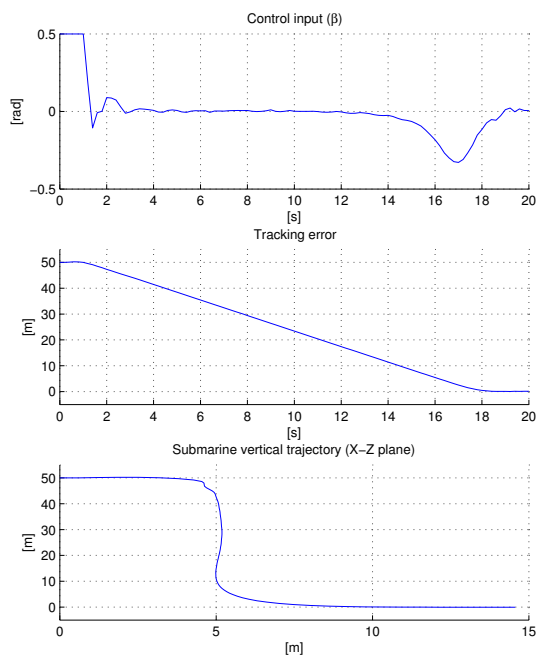 Control input (β)
0.5
0
−0.5
[rad]
0 2 4 6 8 10 12 14 16 18 20
[s]
Tracking error
50
40
30
20
10
0
[m]
0 2 4 6 8 10 12 14 16 18 20
[s]
Submarine vertical trajectory (X−Z plane)
50
40
30
20
10
0
[m]
0 5 10 15
[m]